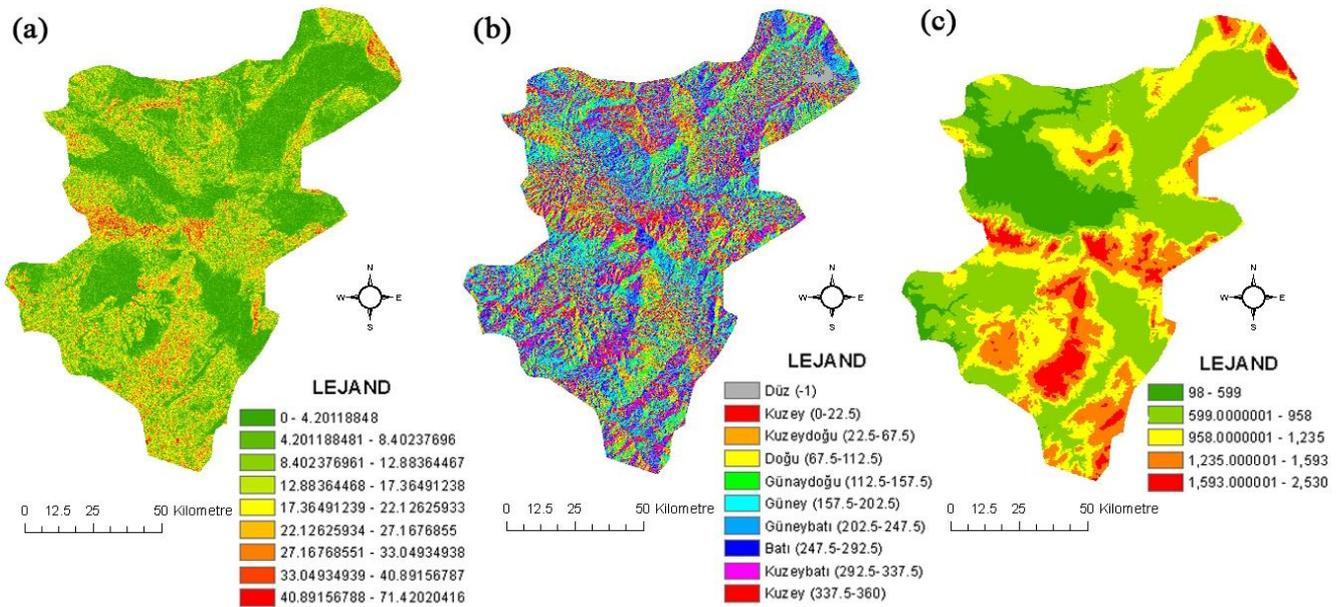 (a)
N
W E
S
LEJAND
0 - 4.20118848
4.201188481 - 8.40237696
8.402376961 - 12.88364467
12.88364468 - 17.36491238
17.36491239 - 22.12625933
22.12625934 - 27.1676855
27.16768551 - 33.04934938
33.04934939 - 40.89156787
40.89156788 - 71.42020416
0 12.5 25 50 Kilometre
(b)
N
W E
S
LEJAND
Düz (-1)
Kuzey (0-22.5)
Kuzeydoğu (22.5-67.5)
Doğu (67.5-112.5)
Günaydoğu (112.5-157.5)
Güney (157.5-202.5)
Güneybatı (202.5-247.5)
Batı (247.5-292.5)
Kuzeybatı (292.5-337.5)
Kuzey (337.5-360)
0 12.5 25 50 Kilometre
(c)
N
W E
S
LEJAND
98 - 599
599.0000001 - 958
958.0000001 - 1,235
1,235.000001 - 1,593
1,593.000001 - 2,530
0 12.5 25 50 Kilometre